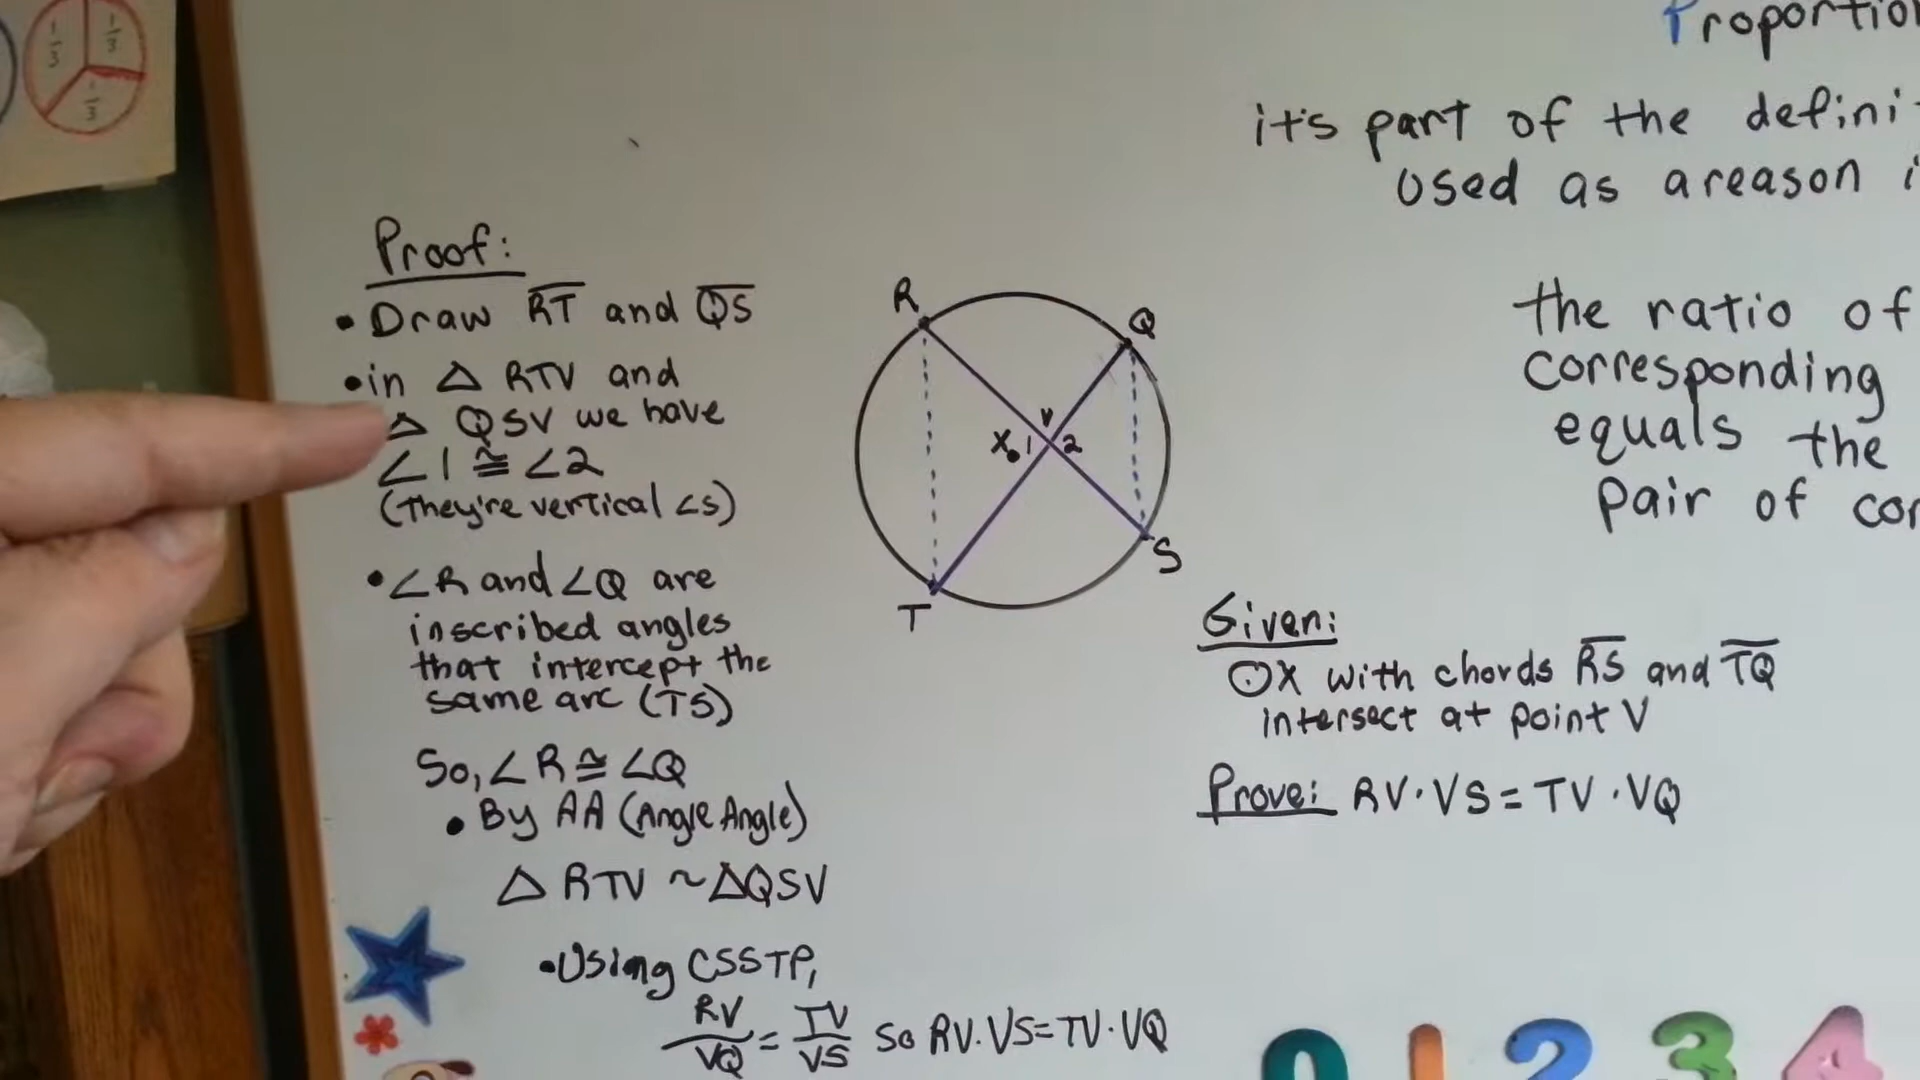 1/3
1/3
1/3
Proportio
it's part of the defini
used as a reason i
the ratio of
corresponding
equals the
pair of cor
Proof:
• Draw R͞T and Q͞S
• in △ RTV and
△ QSV we have
∠1 ≅ ∠2
(They're vertical ∠s)
• ∠R and ∠Q are
inscribed angles
that intercept the
same arc (TS)
So, ∠R ≅ ∠Q
• By AA (Angle Angle)
△ RTV ~ △QSV
• Using CSSTP,
RV/VQ = TV/VS so RV·VS = TV·VQ
R
Q
V
X 1 2
S
T
Given:
⊙X with chords R͞S and T͞Q
intersect at point V
Prove: RV·VS = TV·VQ
0 1 2 3 4